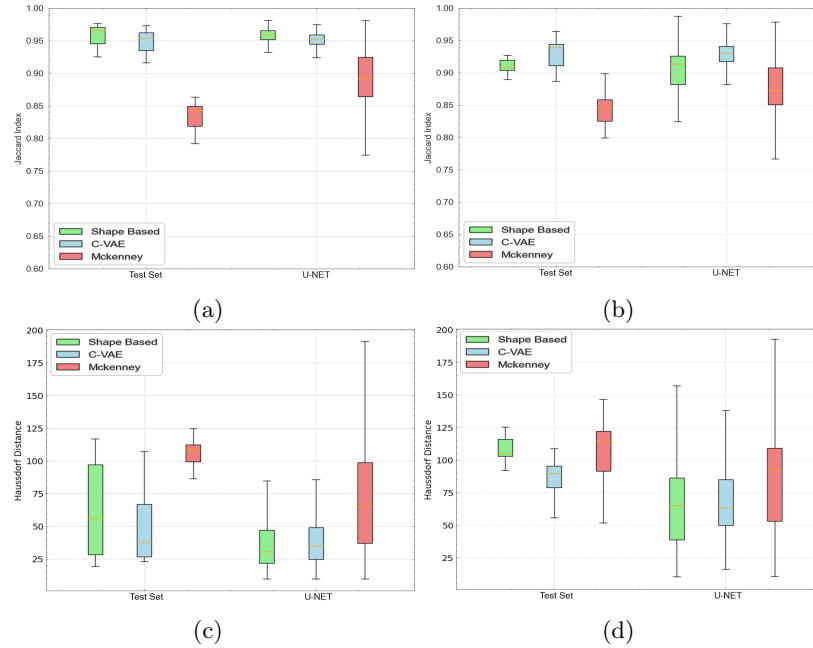 1.00
0.95
0.90
0.85
0.80
0.75
0.70
0.65
0.60
Jaccard Index
Shape Based
C-VAE
Mckenney
Test Set
U-NET
(a)
1.00
0.95
0.90
0.85
0.80
0.75
0.70
0.65
0.60
Jaccard Index
Shape Based
C-VAE
Mckenney
Test Set
U-NET
(b)
200
175
150
125
100
75
50
25
Haussdorf Distance
Shape Based
C-VAE
Mckenney
Test Set
U-NET
(c)
200
175
150
125
100
75
50
25
0
Haussdorf Distance
Shape Based
C-VAE
Mckenney
Test Set
U-NET
(d)